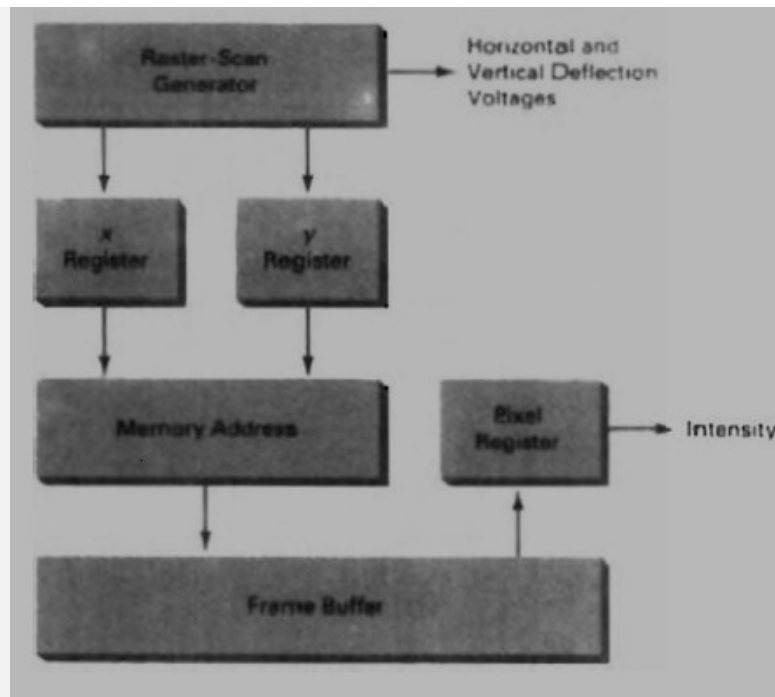 Raster-Scan
Generator
Horizontal and
Vertical Deflection
Voltages
x
Register
y
Register
Memory Address
Pixel
Register
Intensity
Frame Buffer